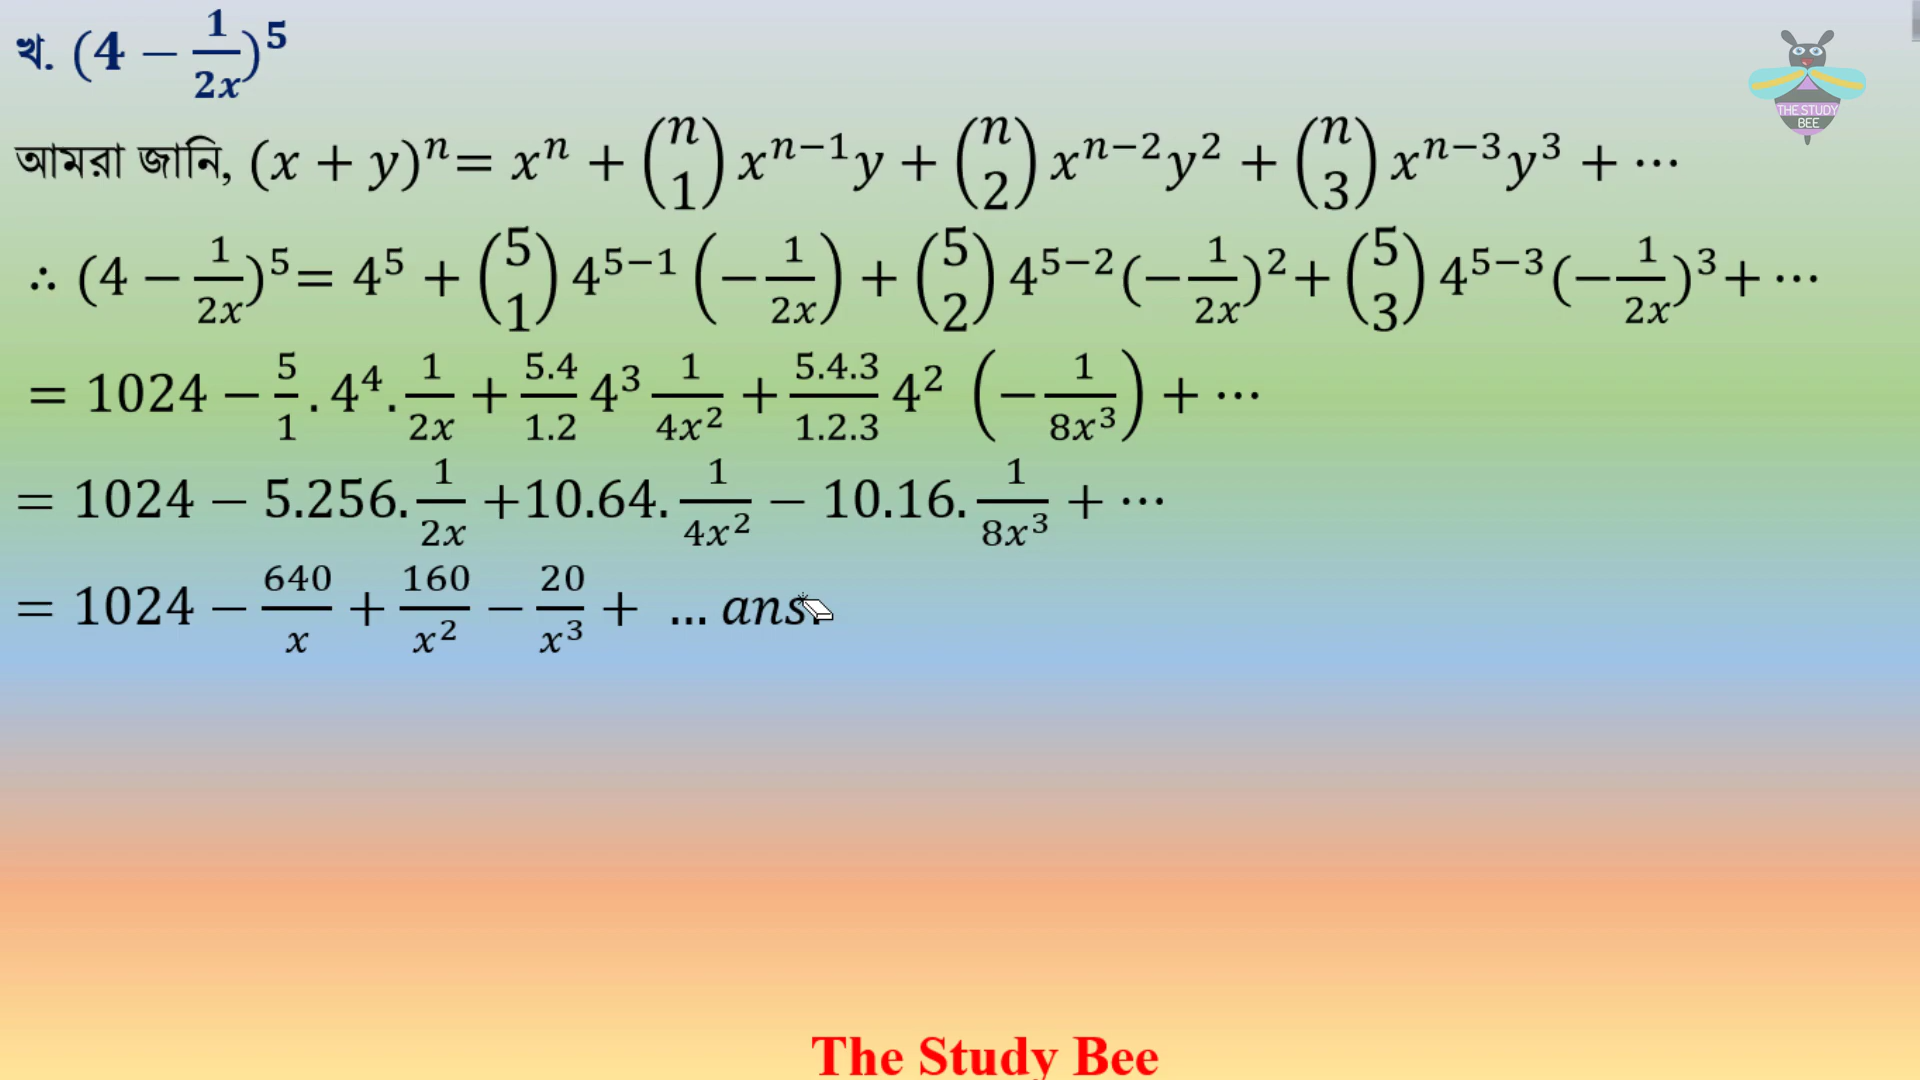 খ. (4 − 1/2x)^5
THE STUDY
BEE
আমরা জানি, (x + y)^n = x^n + (n 1) x^(n−1) y + (n 2) x^(n−2) y^2 + (n 3) x^(n−3) y^3 + ⋯
∴ (4 − 1/2x)^5 = 4^5 + (5 1) 4^(5−1) (− 1/2x) + (5 2) 4^(5−2) (− 1/2x)^2 + (5 3) 4^(5−3) (− 1/2x)^3 + ⋯
= 1024 − 5/1 . 4^4 . 1/2x + 5.4/1.2 4^3 1/4x^2 + 5.4.3/1.2.3 4^2 (− 1/8x^3) + ⋯
= 1024 − 5.256. 1/2x +10.64. 1/4x^2 − 10.16. 1/8x^3 + ⋯
= 1024 − 640/x + 160/x^2 − 20/x^3 + ... ans.
The Study Bee